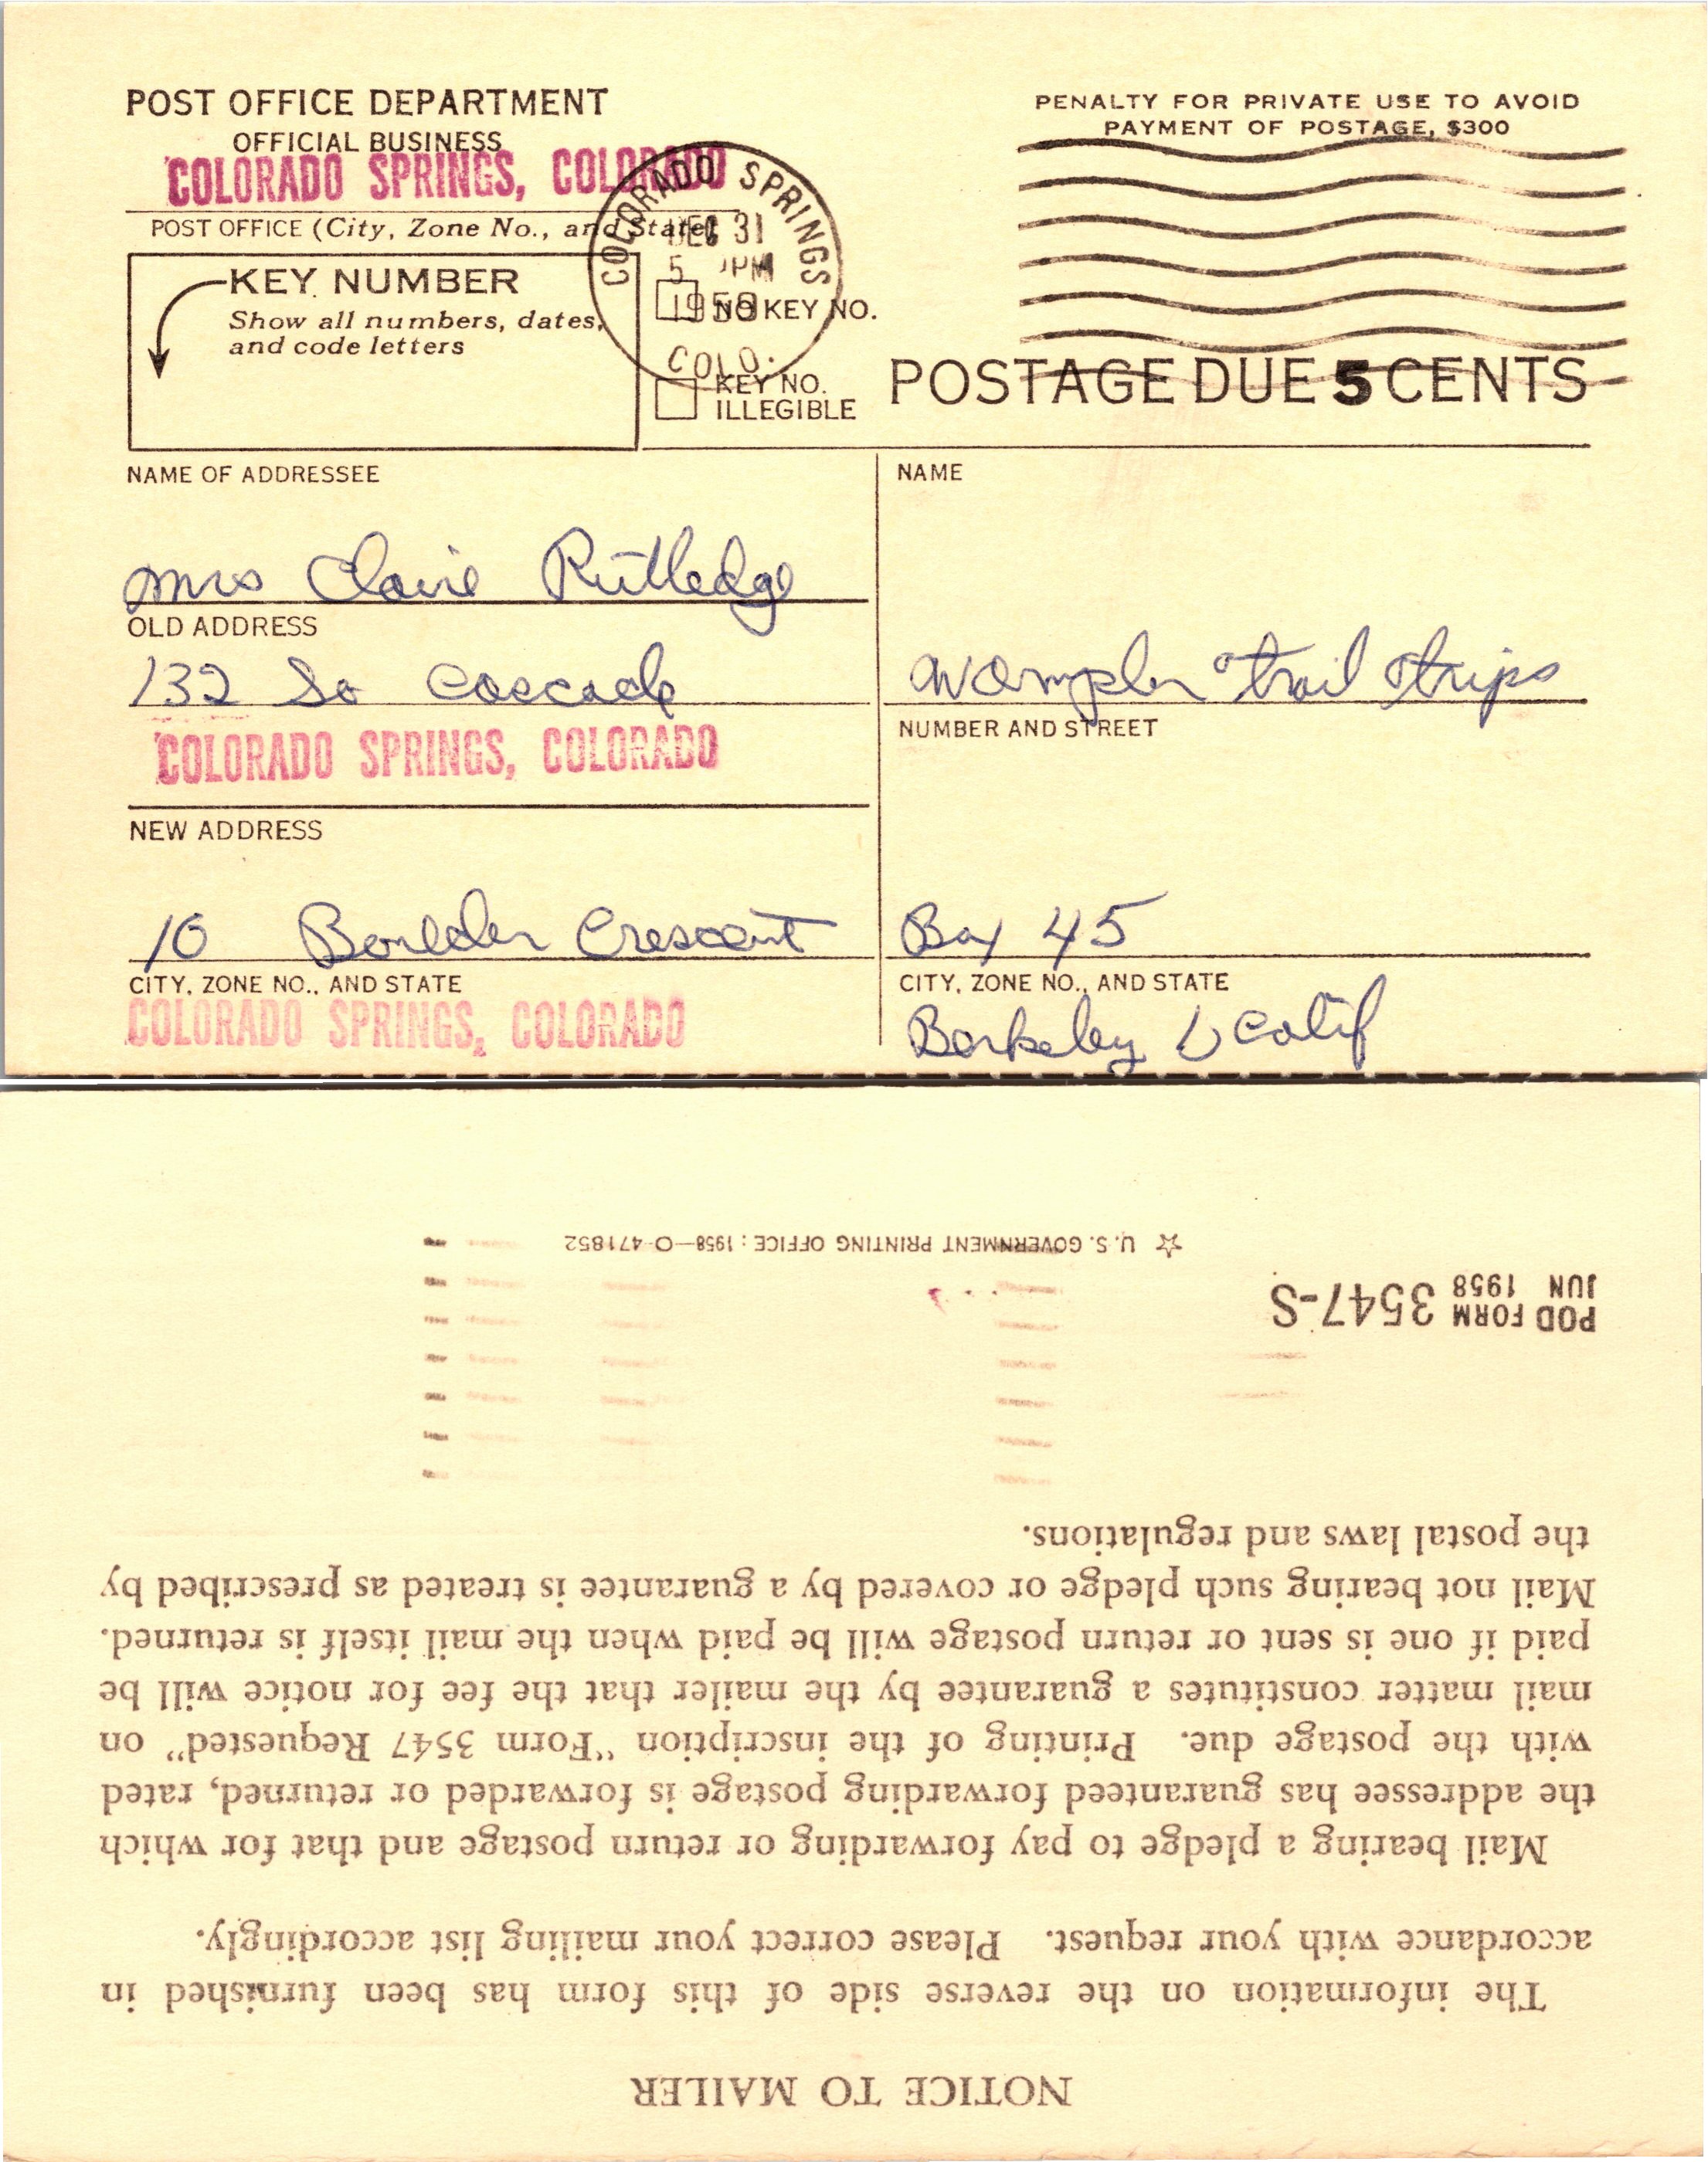 POST OFFICE DEPARTMENT
OFFICIAL BUSINESS
COLORADO SPRINGS, COLORADO
POST OFFICE (City, Zone No., and State)
PENALTY FOR PRIVATE USE TO AVOID
PAYMENT OF POSTAGE, $300
COLORADO SPRINGS
DEC 31
5 PM
1958
COLO.
KEY NUMBER
Show all numbers, dates,
and code letters
NO KEY NO.
KEY NO.
ILLEGIBLE
POSTAGE DUE 5 CENTS
NAME OF ADDRESSEE
Mrs Claire Rutledge
OLD ADDRESS
132 So Cascade
COLORADO SPRINGS, COLORADO
NEW ADDRESS
10 Boulder Crescent
CITY, ZONE NO., AND STATE
COLORADO SPRINGS, COLORADO
NAME
Wampler Trail Trips
NUMBER AND STREET
Box 45
CITY, ZONE NO., AND STATE
Berkeley Calif
NOTICE TO MAILER
The information on the reverse side of this form has been furnished in
accordance with your request. Please correct your mailing list accordingly.
Mail bearing a pledge to pay forwarding or return postage and that for which
the addressee has guaranteed forwarding postage is forwarded or returned, rated
with the postage due. Printing of the inscription "Form 3547 Requested" on
mail matter constitutes a guarantee by the mailer that the fee for notice will be
paid if one is sent or return postage will be paid when the mail itself is returned.
Mail not bearing such pledge or covered by a guarantee is treated as prescribed by
the postal laws and regulations.
POD FORM 3547-S
JUN 1958
☆ U.S. GOVERNMENT PRINTING OFFICE : 1958—O-471852